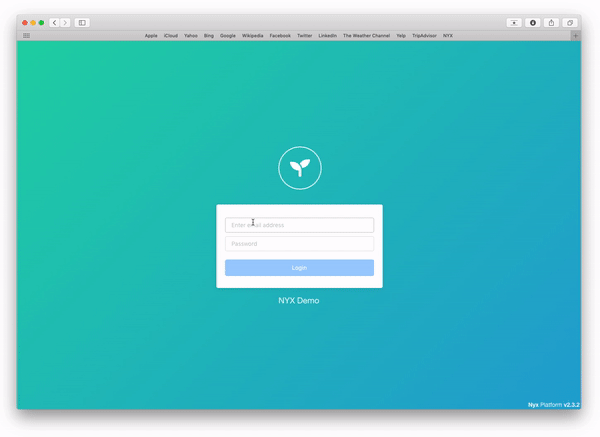 Apple iCloud Yahoo Bing Google Wikipedia Facebook Twitter LinkedIn The Weather Channel Yelp TripAdvisor NYX
Enter email address
Password
Login
NYX Demo
Nyx Platform v2.3.2